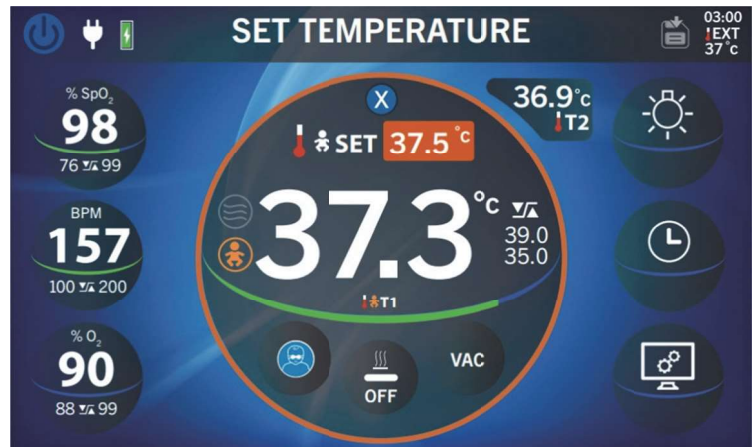 SET TEMPERATURE
03:00
EXT
37 °c
% SpO₂
98
76 99
BPM
157
100 200
% O₂
90
88 99
X
SET 37.5 °c
37.3 °c
39.0
35.0
T1
36.9 °c
T2
OFF
VAC